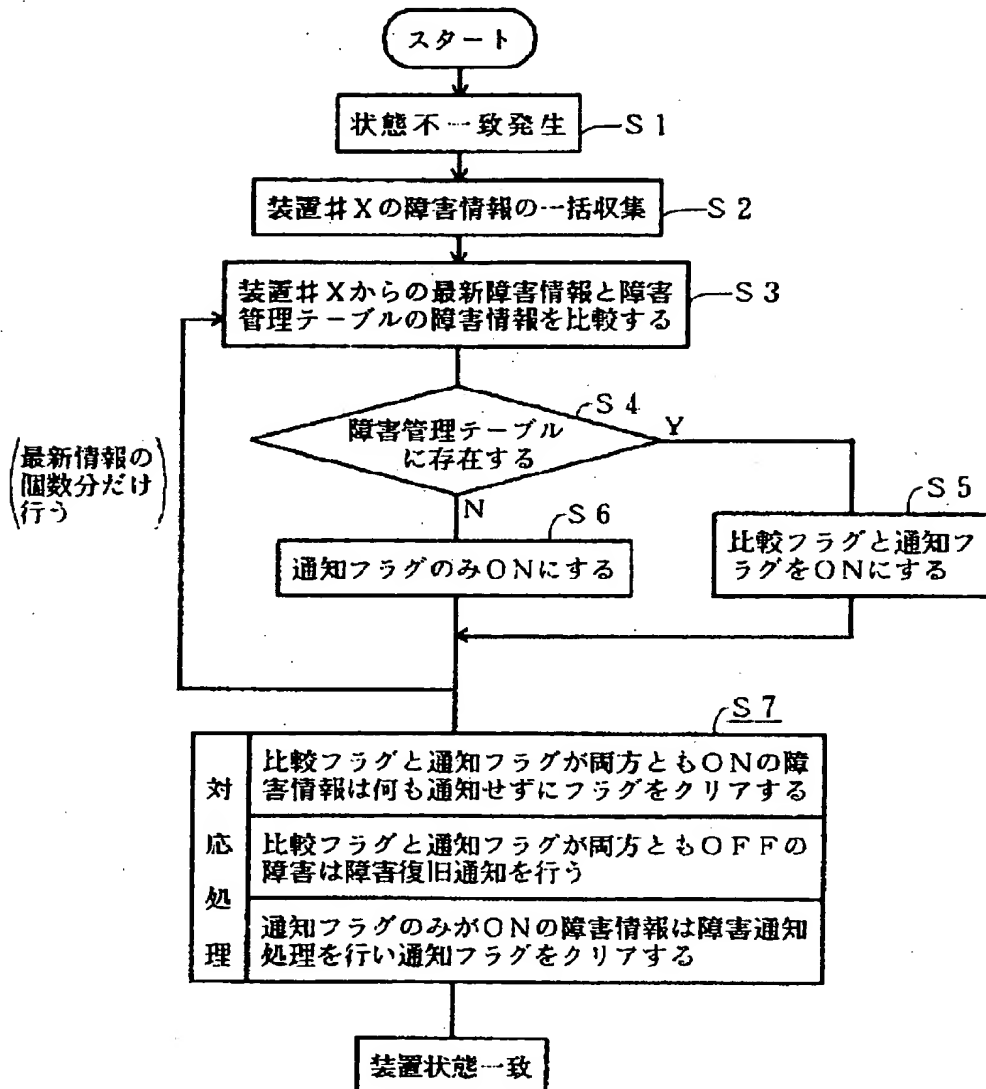 スタート
状態不一致発生
S1
装置＃Xの障害情報の一括収集
S2
装置＃Xからの最新障害情報と障害
管理テーブルの障害情報を比較する
S3
障害管理テーブル
に存在する
S4
Y
N
(最新情報の
個数分だけ
行う)
比較フラグと通知フ
ラグをONにする
S5
通知フラグのみONにする
S6
S7
対応処理
比較フラグと通知フラグが両方ともONの障
害情報は何も通知せずにフラグをクリアする
比較フラグと通知フラグが両方ともOFFの
障害は障害復旧通知を行う
通知フラグのみがONの障害情報は障害通知
処理を行い通知フラグをクリアする
装置状態一致